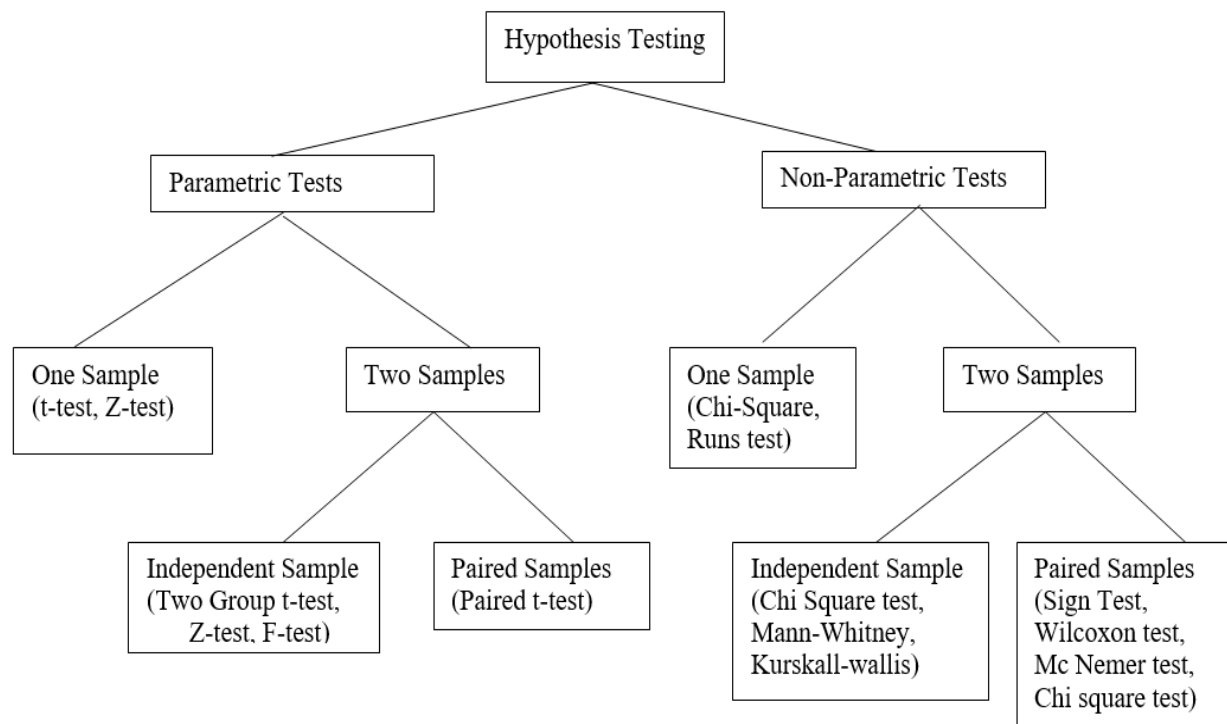 Hypothesis Testing
Parametric Tests
Non-Parametric Tests
One Sample
(t-test, Z-test)
Two Samples
One Sample
(Chi-Square,
Runs test)
Two Samples
Independent Sample
(Two Group t-test,
Z-test, F-test)
Paired Samples
(Paired t-test)
Independent Sample
(Chi Square test,
Mann-Whitney,
Kurskall-wallis)
Paired Samples
(Sign Test,
Wilcoxon test,
Mc Nemer test,
Chi square test)